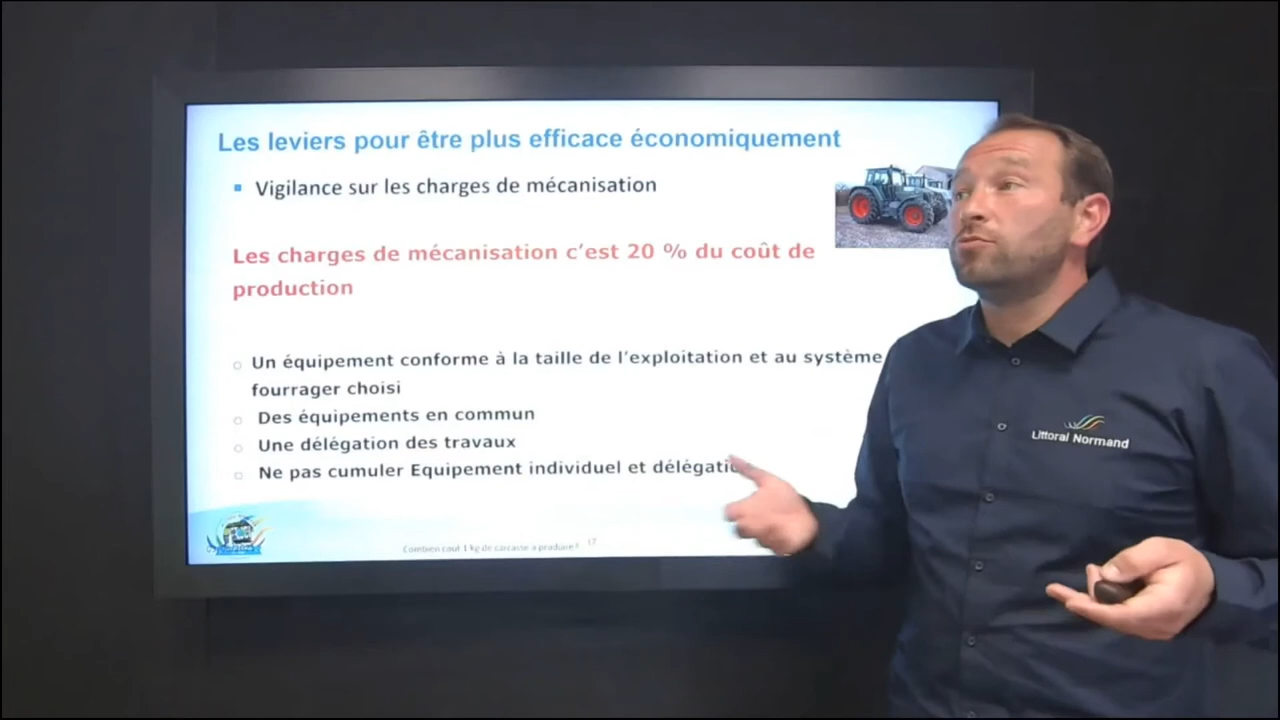 Les leviers pour être plus efficace économiquement
Vigilance sur les charges de mécanisation
Les charges de mécanisation c'est 20 % du coût de
production
Un équipement conforme à la taille de l'exploitation et au système
fourrager choisi
Des équipements en commun
Une délégation des travaux
Ne pas cumuler Equipement individuel et
Combien cout 1 kg de carcasse a produire? 17
Littoral Normand